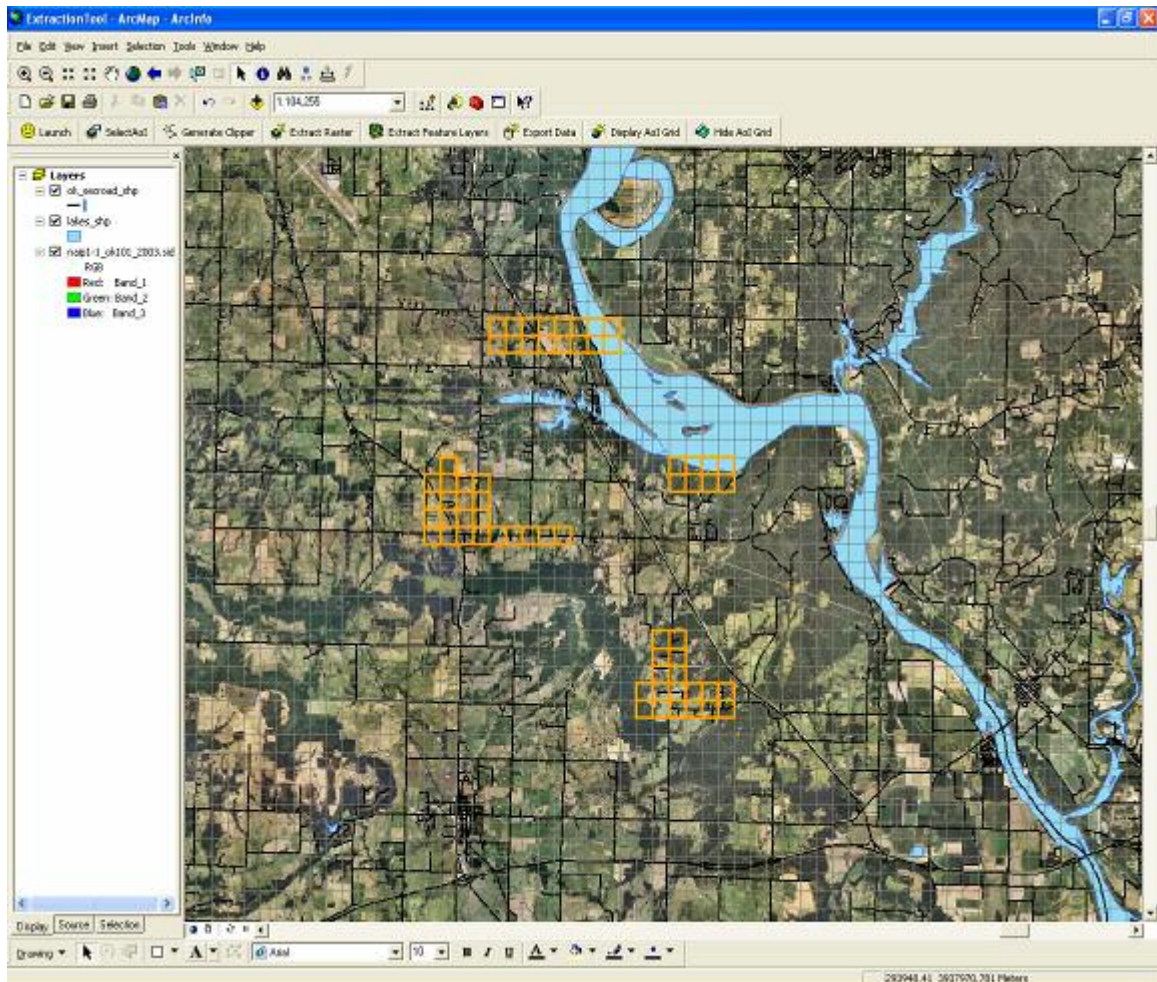 ExtractionTool - ArcMap - ArcInfo
File Edit View Insert Selection Tools Window Help
1:104,255
Launch SelectAoI Generate Clipper Extract Raster Extract Feature Layers Export Data Display AoI Grid Hide AoI Grid
Layers
lakes_shp
RGB
Red: Band_1
Green: Band_2
Blue: Band_3
Display Source Selection
Drawing A Arial 10 B I U A
Meters